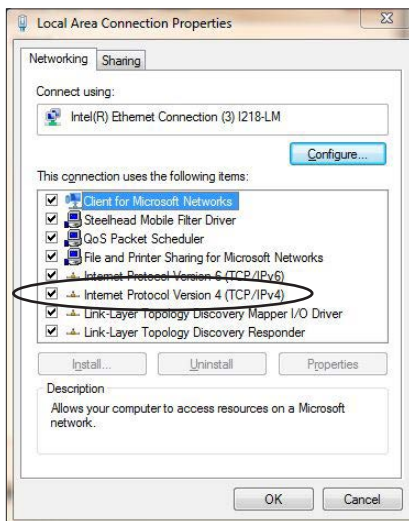 Local Area Connection Properties
Networking
Sharing
Connect using:
Intel(R) Ethernet Connection (3) I218-LM
Configure...
This connection uses the following items:
Client for Microsoft Networks
Steelhead Mobile Filter Driver
QoS Packet Scheduler
File and Printer Sharing for Microsoft Networks
Internet Protocol Version 6 (TCP/IPv6)
Internet Protocol Version 4 (TCP/IPv4)
Link-Layer Topology Discovery Mapper I/O Driver
Link-Layer Topology Discovery Responder
Install...
Uninstall
Properties
Description
Allows your computer to access resources on a Microsoft
network.
OK
Cancel